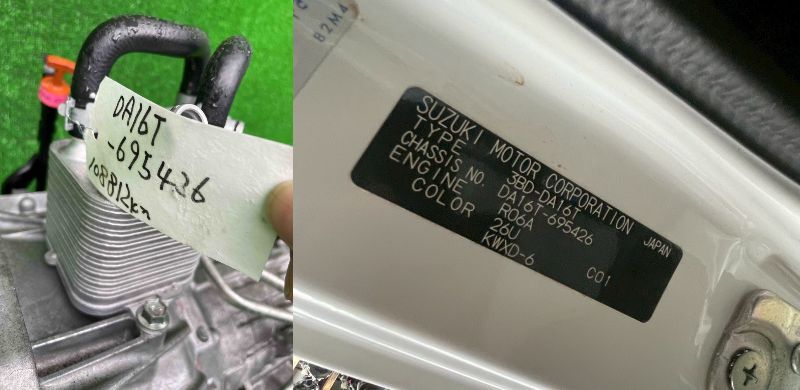 DA16T
-695436
108812km
82M4
SUZUKI MOTOR CORPORATION
TYPE 3BD-DA16T JAPAN
CHASSIS NO. DA16T-695426
ENGINE R06A
COLOR 26U
KWXD-6 C01